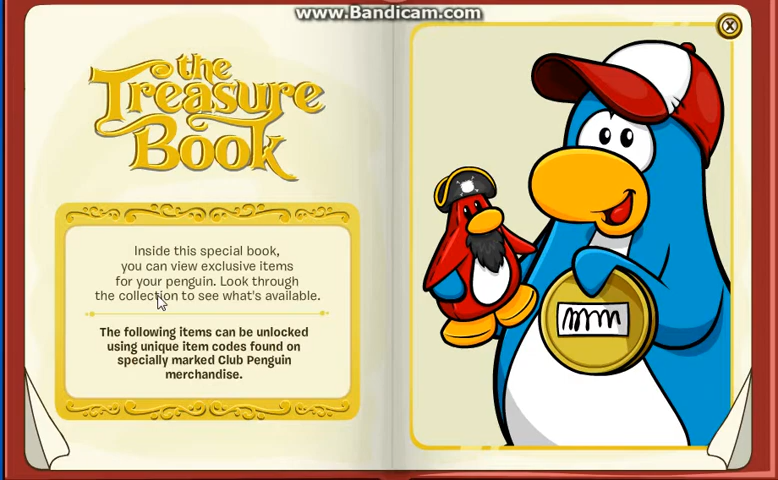 www.Bandicam.com
the
Treasure
Book
Inside this special book,
you can view exclusive items
for your penguin. Look through
the collection to see what's available.
The following items can be unlocked
using unique item codes found on
specially marked Club Penguin
merchandise.